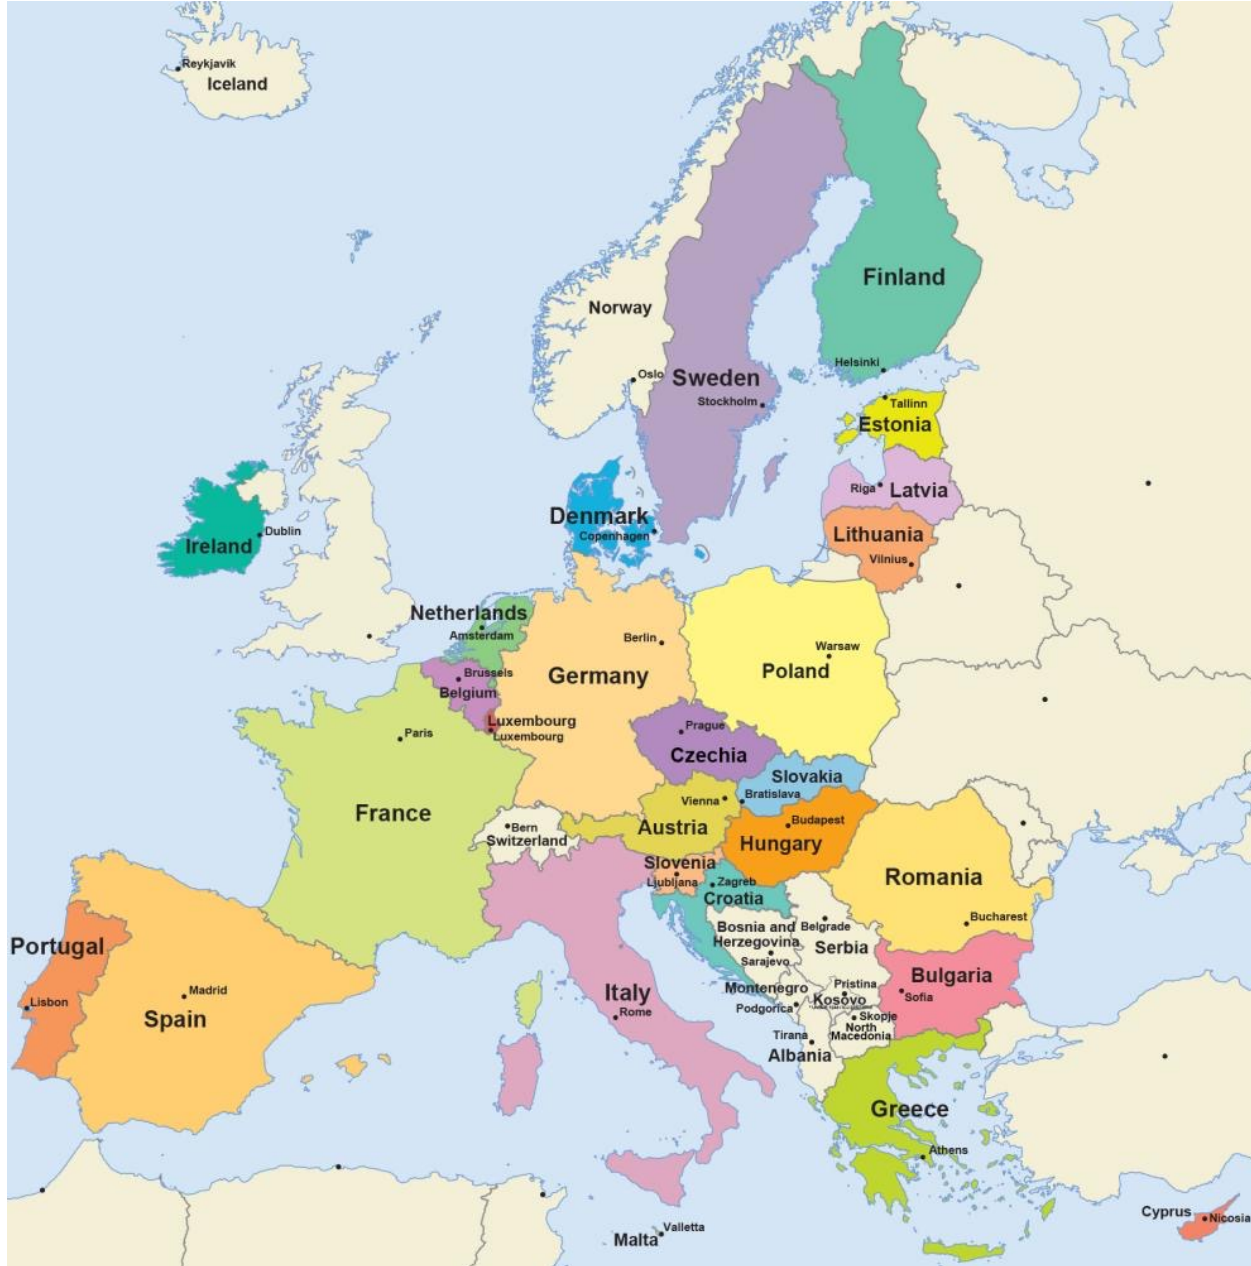 Reykjavik
Iceland
Finland
Norway
Helsinki
Oslo
Sweden
Stockholm
Tallinn
Estonia
Riga
Latvia
Denmark
Copenhagen
Dublin
Ireland
Lithuania
Vilnius
Netherlands
Amsterdam
Berlin
Warsaw
Poland
Brussels
Belgium
Germany
Luxembourg
Luxembourg
Paris
Prague
Czechia
Slovakia
Bratislava
Vienna
Austria
France
Bern
Switzerland
Budapest
Hungary
Slovenia
Ljubljana
Zagreb
Croatia
Romania
Bucharest
Bosnia and
Herzegovina
Sarajevo
Belgrade
Serbia
Portugal
Lisbon
Madrid
Spain
Italy
Rome
Montenegro
Podgorica
Pristina
Kosovo
Bulgaria
Sofia
Skopje
North
Macedonia
Tirana
Albania
Greece
Athens
Cyprus
Nicosia
Valletta
Malta